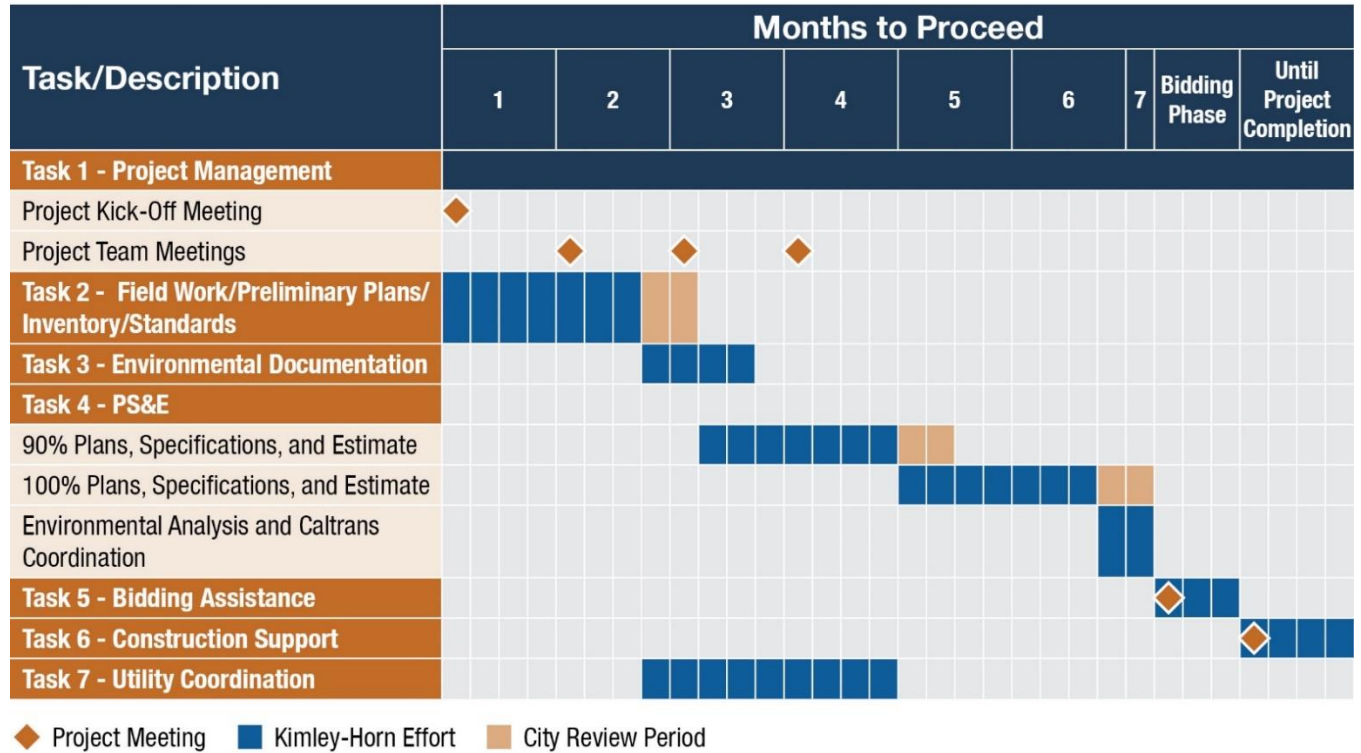 Task/Description
Months to Proceed
1
2
3
4
5
6
7
Bidding
Phase
Until
Project
Completion
Task 1 - Project Management
Project Kick-Off Meeting
Project Team Meetings
Task 2 - Field Work/Preliminary Plans/
Inventory/Standards
Task 3 - Environmental Documentation
Task 4 - PS&E
90% Plans, Specifications, and Estimate
100% Plans, Specifications, and Estimate
Environmental Analysis and Caltrans
Coordination
Task 5 - Bidding Assistance
Task 6 - Construction Support
Task 7 - Utility Coordination
Project Meeting
Kimley-Horn Effort
City Review Period